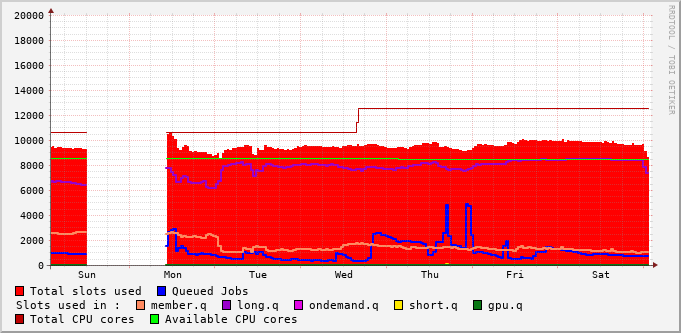 20000
18000
16000
14000
12000
10000
8000
6000
4000
2000
0
Sun Mon Tue Wed Thu Fri Sat
RRDTOOL / TOBI OETIKER
Total slots used Queued Jobs
Slots used in : member.q long.q ondemand.q short.q gpu.q
Total CPU cores Available CPU cores